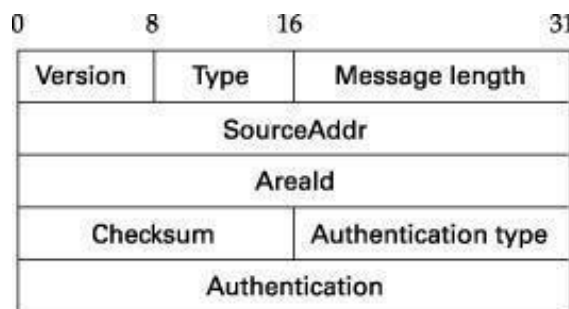 0 8 16 31
Version Type Message length
SourceAddr
AreaId
Checksum Authentication type
Authentication